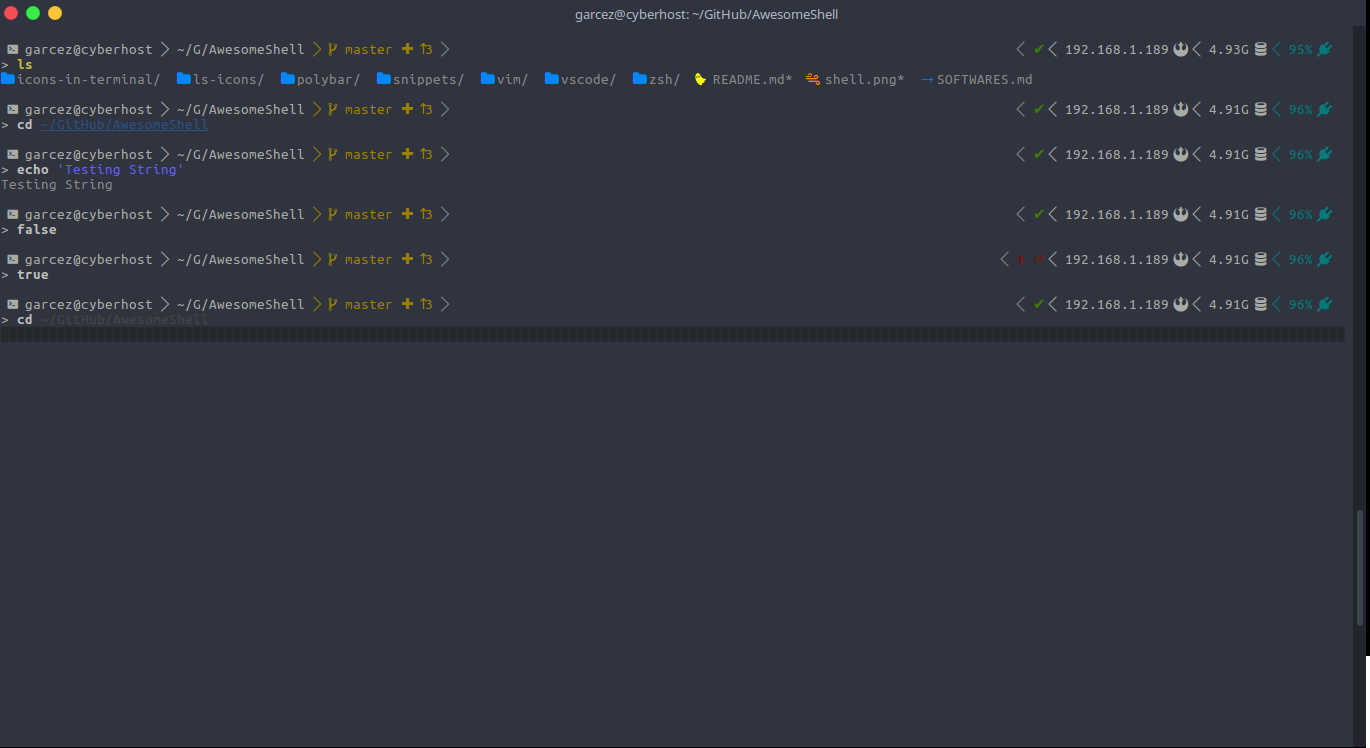 garcez@cyberhost: ~/GitHub/AwesomeShell
garcez@cyberhost ~/G/AwesomeShell master + ↑3 ✔ 192.168.1.189 4.93G 95%
> ls
icons-in-terminal/ ls-icons/ polybar/ snippets/ vim/ vscode/ zsh/ README.md* shell.png* → SOFTWARES.md
garcez@cyberhost ~/G/AwesomeShell master + ↑3 ✔ 192.168.1.189 4.91G 96%
> cd ~/GitHub/AwesomeShell
garcez@cyberhost ~/G/AwesomeShell master + ↑3 ✔ 192.168.1.189 4.91G 96%
> echo 'Testing String'
Testing String
garcez@cyberhost ~/G/AwesomeShell master + ↑3 ✔ 192.168.1.189 4.91G 96%
> false
garcez@cyberhost ~/G/AwesomeShell master + ↑3 1 ↵ 192.168.1.189 4.91G 96%
> true
garcez@cyberhost ~/G/AwesomeShell master + ↑3 ✔ 192.168.1.189 4.91G 96%
> cd ~/GitHub/AwesomeShell